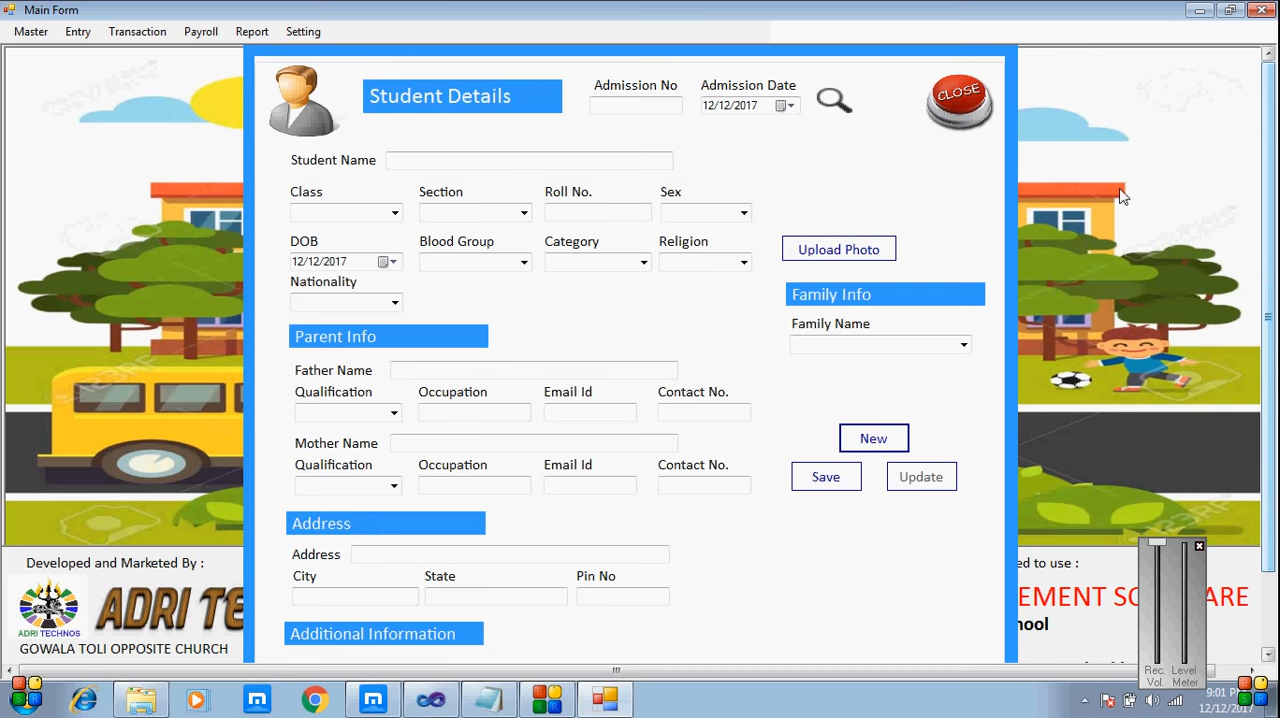 Main Form
Master Entry Transaction Payroll Report Setting
Student Details
Admission No Admission Date
12/12/2017
CLOSE
Student Name
Class Section Roll No. Sex
DOB Blood Group Category Religion
12/12/2017
Upload Photo
Nationality
Family Info
Family Name
Parent Info
Father Name
Qualification Occupation Email Id Contact No.
New
Mother Name
Qualification Occupation Email Id Contact No.
Save Update
Address
Address
City State Pin No
Additional Information
Developed and Marketed By :
ed to use :
ADRI TE
EMENT SO
ARE
hool
ADRI TECHNOS
GOWALA TOLI OPPOSITE CHURCH
Rec. Level
Vol. Meter
9:01 P
12/12/2017